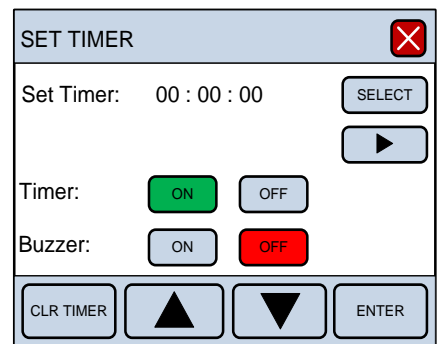 SET TIMER
Set Timer: 00 : 00 : 00 SELECT
Timer: ON OFF
Buzzer: ON OFF
CLR TIMER ENTER